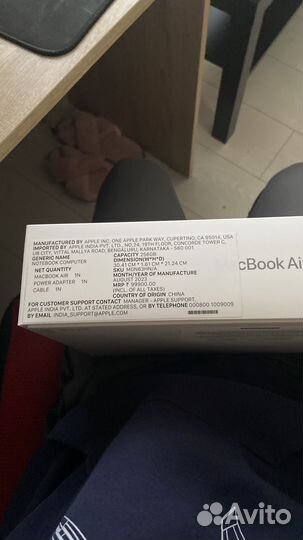 MANUFACTURED BY APPLE INC, ONE APPLE PARK WAY, CUPERTINO, CA 95014, USA
IMPORTED BY APPLE INDIA PVT. LTD., NO.24, 19TH FLOOR, CONCORDE TOWER C,
UB CITY, VITTAL MALLYA ROAD, BENGALURU, KARNATAKA - 560 001
GENERIC NAME
NOTEBOOK COMPUTER
NET QUANTITY
MACBOOK AIR 1N
POWER ADAPTER 1N
CABLE 1N
CAPACITY 256GB
DIMENSION(W*H*D)
30.41 CM * 1.61 CM * 21.24 CM
SKU: MGN63HN/A
MONTH/YEAR OF MANUFACTURE
AUGUST 2023
MRP ₹ 99900.00
(INCL. OF ALL TAXES)
COUNTRY OF ORIGIN: CHINA
FOR CUSTOMER SUPPORT CONTACT: MANAGER - APPLE SUPPORT,
APPLE INDIA PVT. LTD. AT STATED ADDRESS, OR BY TELEPHONE 000800 1009009
BY EMAIL: INDIA_SUPPORT@APPLE.COM
cBook Air
Avito